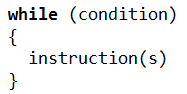 while (condition)
{
  instruction(s)
}